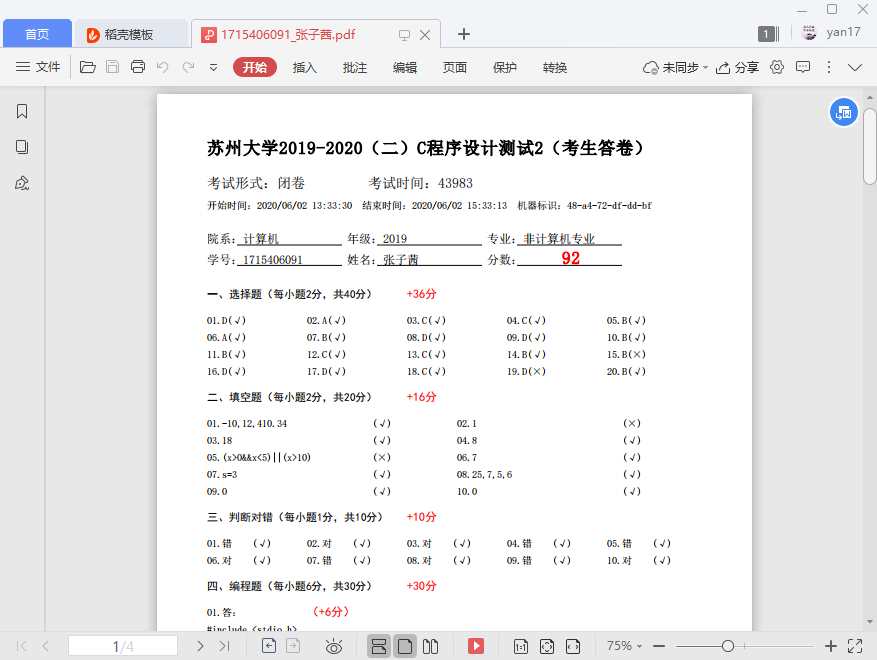 首页 稻壳模板 1715406091_张子茜.pdf 1 yan17
文件 开始 插入 批注 编辑 页面 保护 转换 未同步 分享
苏州大学2019-2020（二）C程序设计测试2（考生答卷）
考试形式：闭卷 考试时间：43983
开始时间：2020/06/02 13:33:30 结束时间：2020/06/02 15:33:13 机器标识：48-a4-72-df-dd-bf
院系：计算机 年级：2019 专业：非计算机专业
学号：1715406091 姓名：张子茜 分数：92
一、选择题（每小题2分，共40分） +36分
01.D(√) 02.A(√) 03.C(√) 04.C(√) 05.B(√)
06.A(√) 07.B(√) 08.D(√) 09.D(√) 10.B(√)
11.B(√) 12.C(√) 13.C(√) 14.B(√) 15.B(×)
16.D(√) 17.D(√) 18.C(√) 19.D(×) 20.B(√)
二、填空题（每小题2分，共20分） +16分
01.-10,12,410.34 (√) 02.1 (×)
03.18 (√) 04.8 (√)
05.(x>0&&x<5)||(x>10) (×) 06.7 (√)
07.s=3 (√) 08.25,7,5,6 (√)
09.0 (√) 10.0 (√)
三、判断对错（每小题1分，共10分） +10分
01.错 (√) 02.对 (√) 03.对 (√) 04.错 (√) 05.错 (√)
06.对 (√) 07.错 (√) 08.对 (√) 09.错 (√) 10.对 (√)
四、编程题（每小题6分，共30分） +30分
01.答： （+6分）
#include <stdio.h>
1/4 1:1 75%